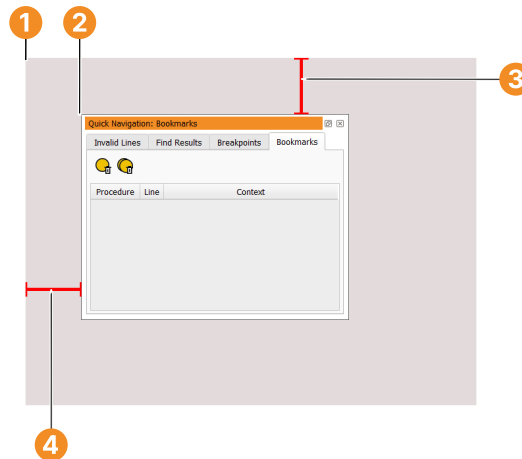 1 2
3
Quick Navigation: Bookmarks
Invalid Lines Find Results Breakpoints Bookmarks
Procedure Line Context
4